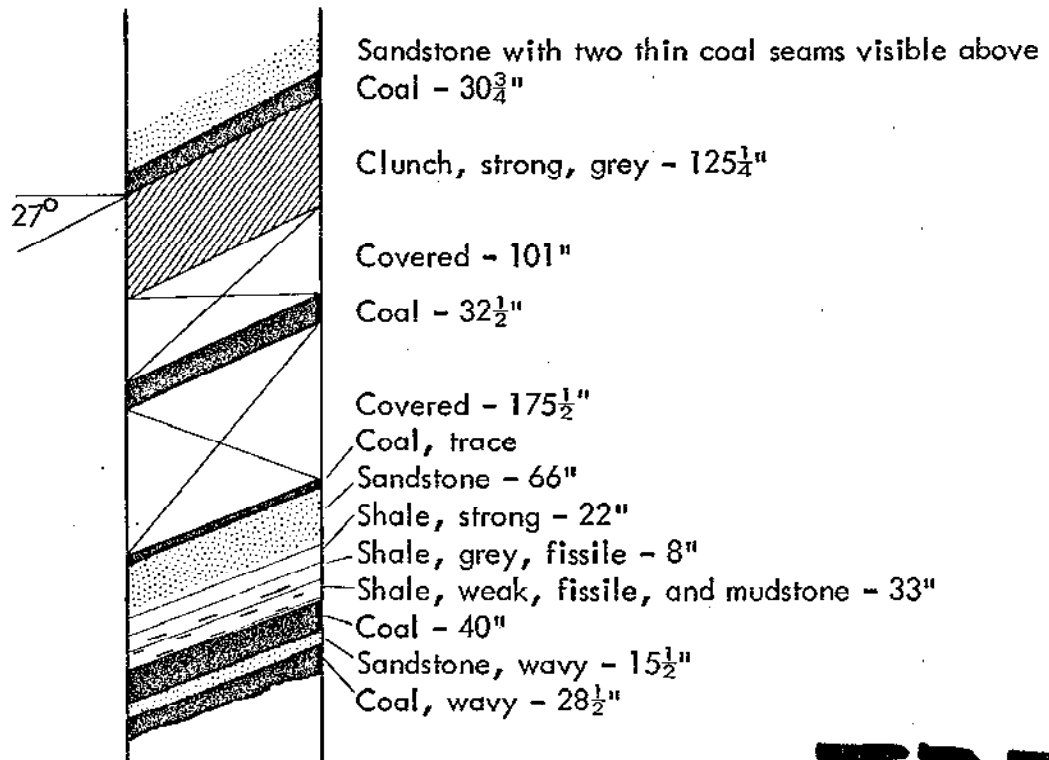 Sandstone with two thin coal seams visible above
Coal - 30¾"
Clunch, strong, grey - 125¼"
27°
Covered - 101"
Coal - 32½"
Covered - 175½"
Coal, trace
Sandstone - 66"
Shale, strong - 22"
Shale, grey, fissile - 8"
Shale, weak, fissile, and mudstone - 33"
Coal - 40"
Sandstone, wavy - 15½"
Coal, wavy - 28½"